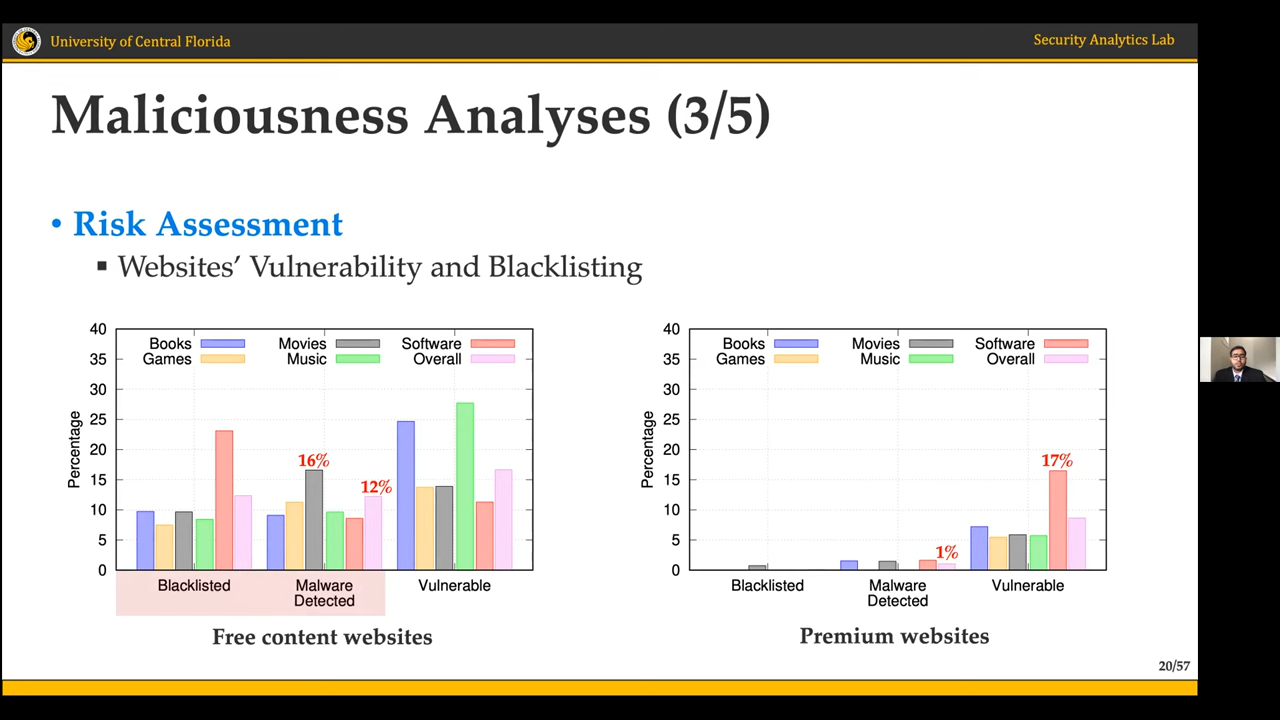 University of Central Florida
Security Analytics Lab
Maliciousness Analyses (3/5)
• Risk Assessment
▪ Websites’ Vulnerability and Blacklisting
40
35
30
25
20
15
10
5
0
Percentage
Books
Movies
Software
Games
Music
Overall
16%
12%
Blacklisted
Malware
Detected
Vulnerable
Free content websites
40
35
30
25
20
15
10
5
0
Percentage
Books
Movies
Software
Games
Music
Overall
17%
1%
Blacklisted
Malware
Detected
Vulnerable
Premium websites
20/57